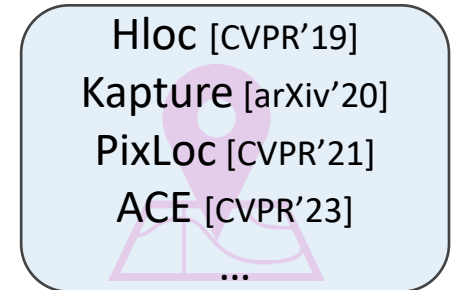 Hloc [CVPR’19]
Kapture [arXiv’20]
PixLoc [CVPR’21]
ACE [CVPR’23]
...